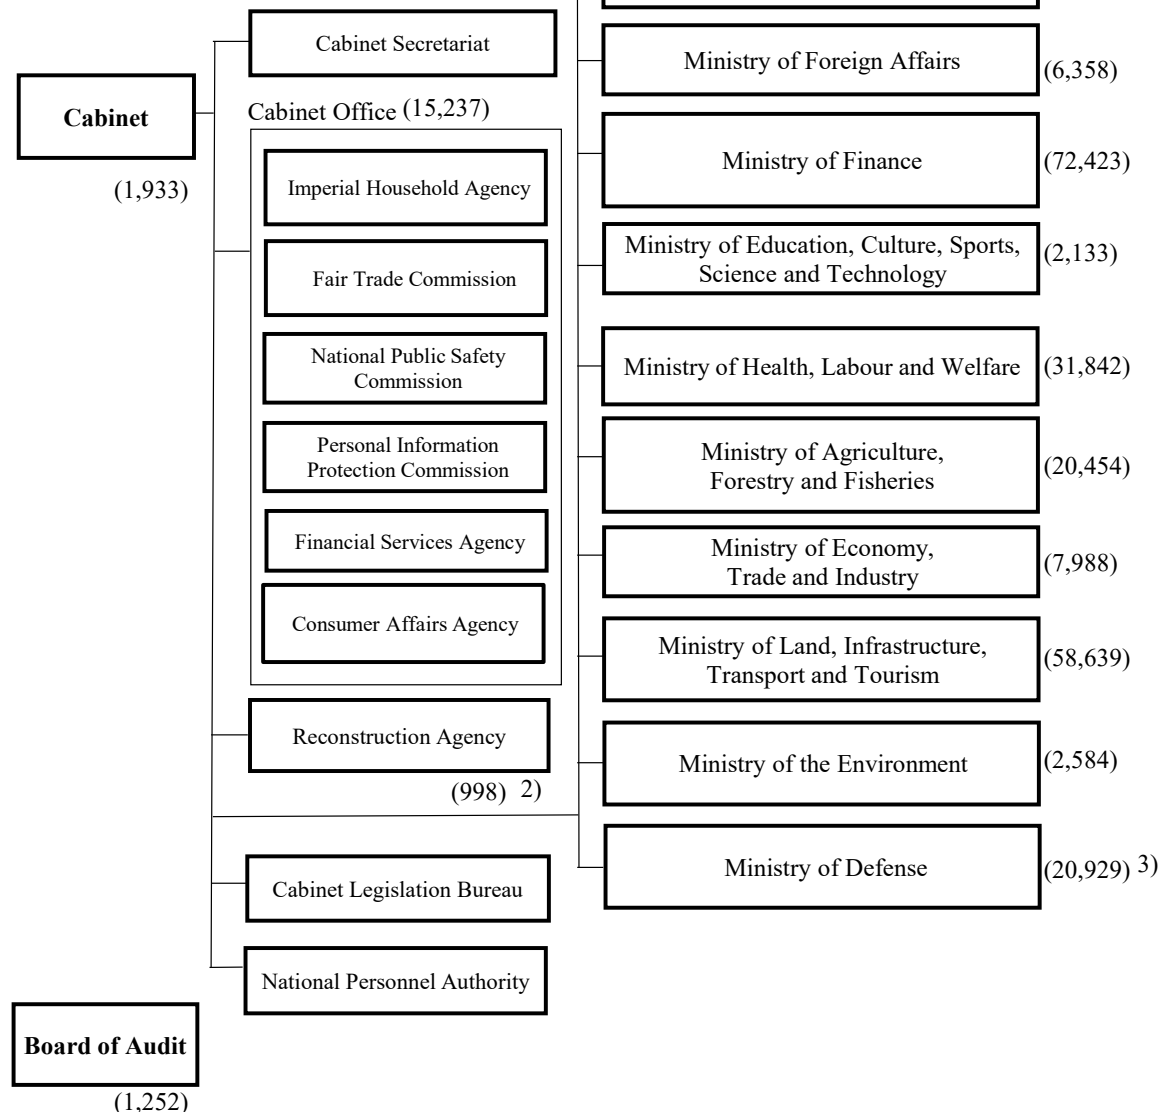 Cabinet
(1,933)
Cabinet Secretariat
Cabinet Office (15,237)
Imperial Household Agency
Fair Trade Commission
National Public Safety
Commission
Personal Information
Protection Commission
Financial Services Agency
Consumer Affairs Agency
Reconstruction Agency
(998) 2)
Cabinet Legislation Bureau
National Personnel Authority
Ministry of Foreign Affairs
(6,358)
Ministry of Finance
(72,423)
Ministry of Education, Culture, Sports,
Science and Technology
(2,133)
Ministry of Health, Labour and Welfare
(31,842)
Ministry of Agriculture,
Forestry and Fisheries
(20,454)
Ministry of Economy,
Trade and Industry
(7,988)
Ministry of Land, Infrastructure,
Transport and Tourism
(58,639)
Ministry of the Environment
(2,584)
Ministry of Defense
(20,929) 3)
Board of Audit
(1,252)